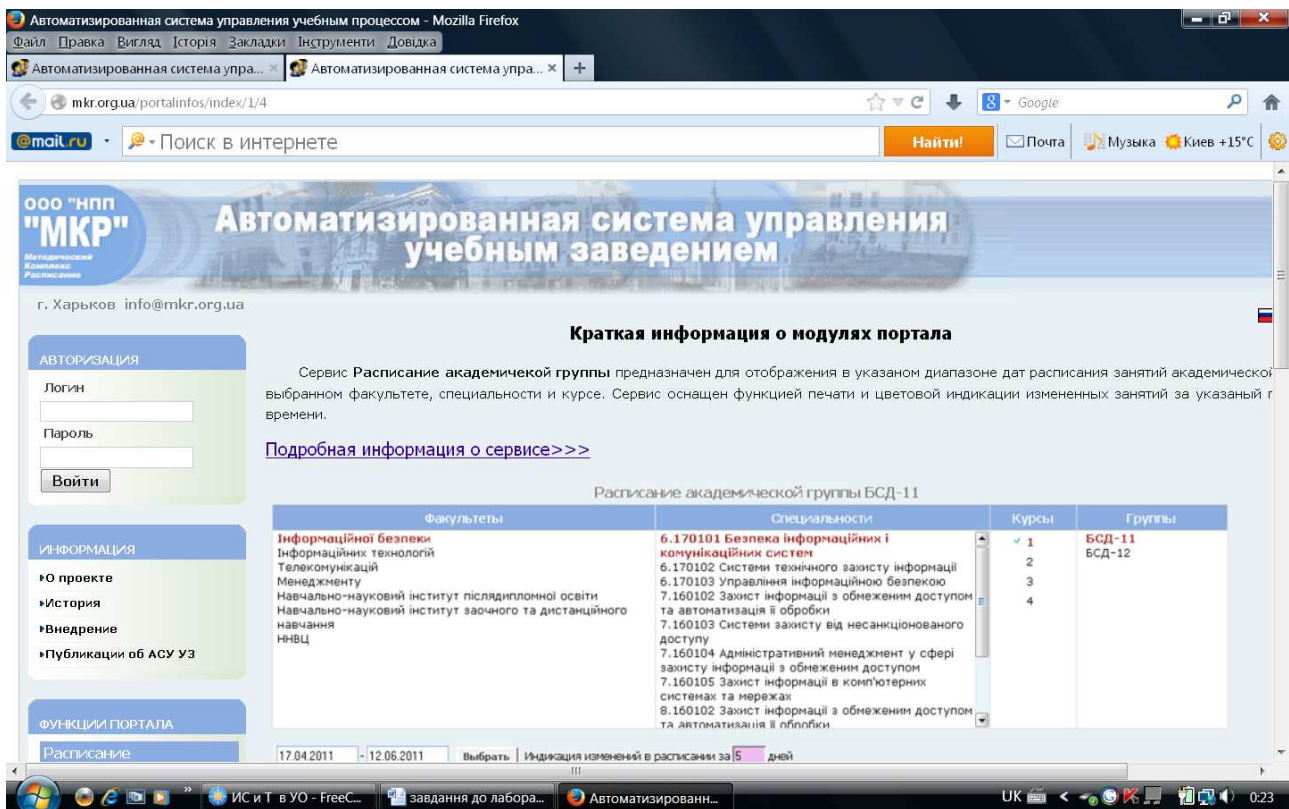 Автоматизированная система управления учебным процессом - Mozilla Firefox
Файл Правка Вигляд Історія Закладки Інструменти Довідка
Автоматизированная система упра... × Автоматизированная система упра... × +
mkr.org.ua/portalinfos/index/1/4 Google
@mail.ru Поиск в интернете Найти! Почта Музыка Киев +15°C
ООО "НПП
"МКР"
Методический
Комплекс
Расписание
Автоматизированная система управления
учебным заведением
г. Харьков info@mkr.org.ua
Краткая информация о модулях портала
Сервис Расписание академичекой группы предназначен для отображения в указаном диапазоне дат расписания занятий академической
выбранном факультете, специальности и курсе. Сервис оснащен функцией печати и цветовой индикации измененных занятий за указаный п
времени.
Подробная информация о сервисе>>>
АВТОРИЗАЦИЯ
Логин
Пароль
Войти
ИНФОРМАЦИЯ
О проекте
История
Внедрение
Публикации об АСУ УЗ
ФУНКЦИИ ПОРТАЛА
Расписание
Расписание академической группы БСД-11
Факультеты Специальности Курсы Группы
Інформаційної безпеки
Інформаційних технологій
Телекомунікацій
Менеджменту
Навчально-науковий інститут післядипломної освіти
Навчально-науковий інститут заочного та дистанційного
навчання
ННВЦ
6.170101 Безпека інформаційних і
комунікаційних систем
6.170102 Системи технічного захисту інформації
6.170103 Управління інформаційною безпекою
7.160102 Захист інформації з обмеженим доступом
та автоматизація її обробки
7.160103 Системи захисту від несанкціонованого
доступу
7.160104 Адміністративний менеджмент у сфері
захисту інформації з обмеженим доступом
7.160105 Захист інформації в комп'ютерних
системах та мережах
8.160102 Захист інформації з обмеженим доступом
та автоматизація її обробки
1
2
3
4
БСД-11
БСД-12
17.04.2011 - 12.06.2011 Выбрать | Индикация изменений в расписании за 5 дней
ИС и Т в УО - FreeC... завдання до лабора... Автоматизированн... UK 0:23